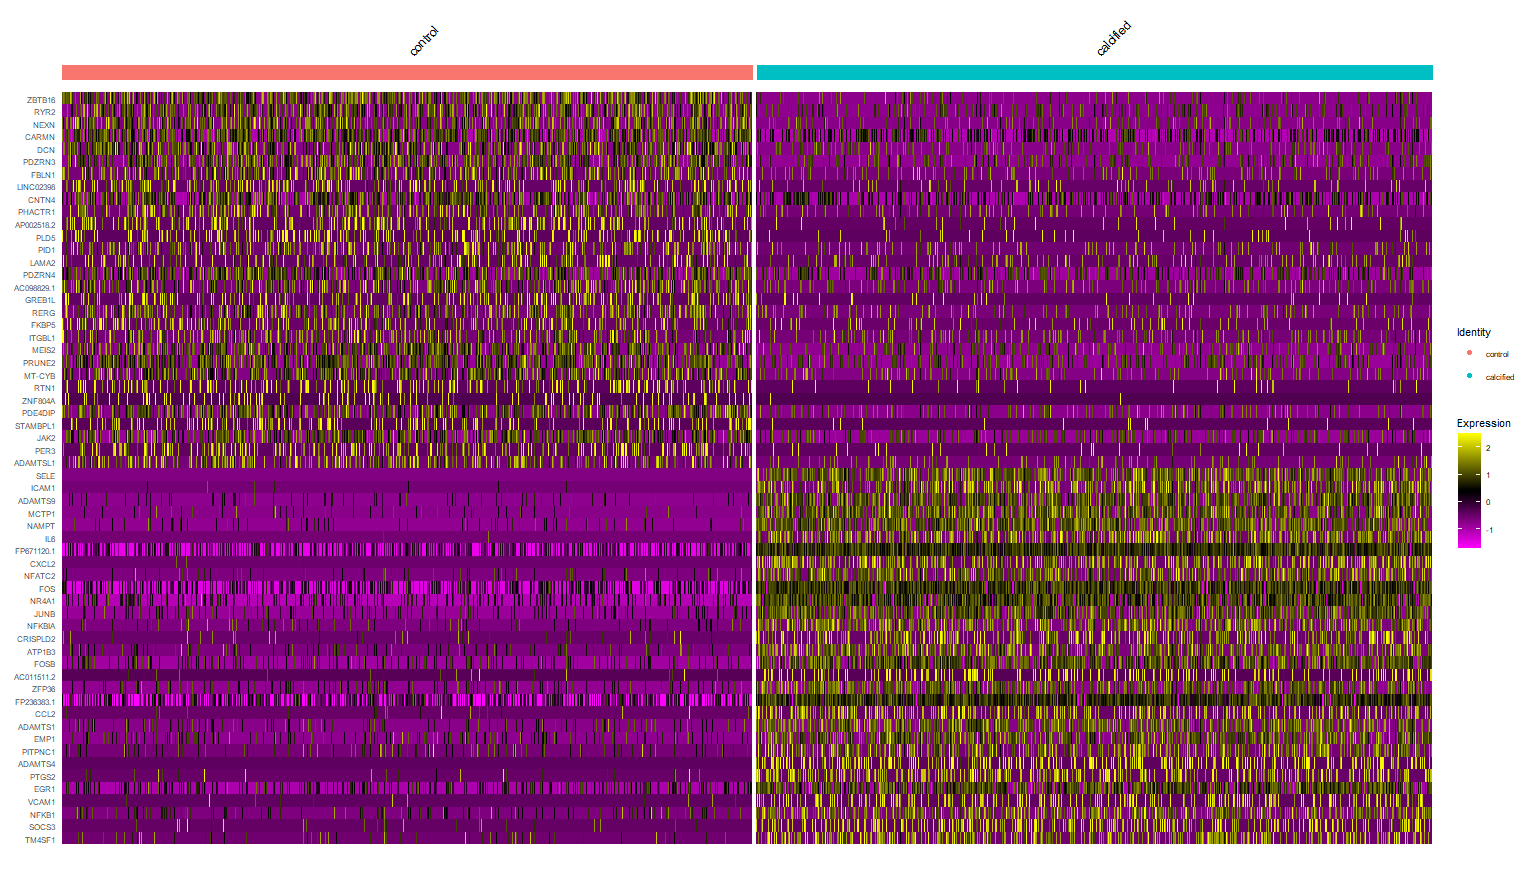 control
calcified
ZBTB16
RYR2
NEXN
CARMN
DCN
PDZRN3
FBLN1
LINC02398
CNTN4
PHACTR1
AP002518.2
PLD5
PID1
LAMA2
PDZRN4
AC098829.1
GREB1L
RERG
FKBP5
ITGBL1
MEIS2
PRUNE2
MT-CYB
RTN1
ZNF804A
PDE4DIP
STAMBPL1
JAK2
PER3
ADAMTSL1
SELE
ICAM1
ADAMTS9
MCTP1
NAMPT
IL6
FP671120.1
CXCL2
NFATC2
FOS
NR4A1
JUNB
NFKBIA
CRISPLD2
ATP1B3
FOSB
AC011511.2
ZFP36
FP236383.1
CCL2
ADAMTS1
EMP1
PITPNC1
ADAMTS4
PTGS2
EGR1
VCAM1
NFKB1
SOCS3
TM4SF1
Identity
control
calcified
Expression
2
1
0
-1